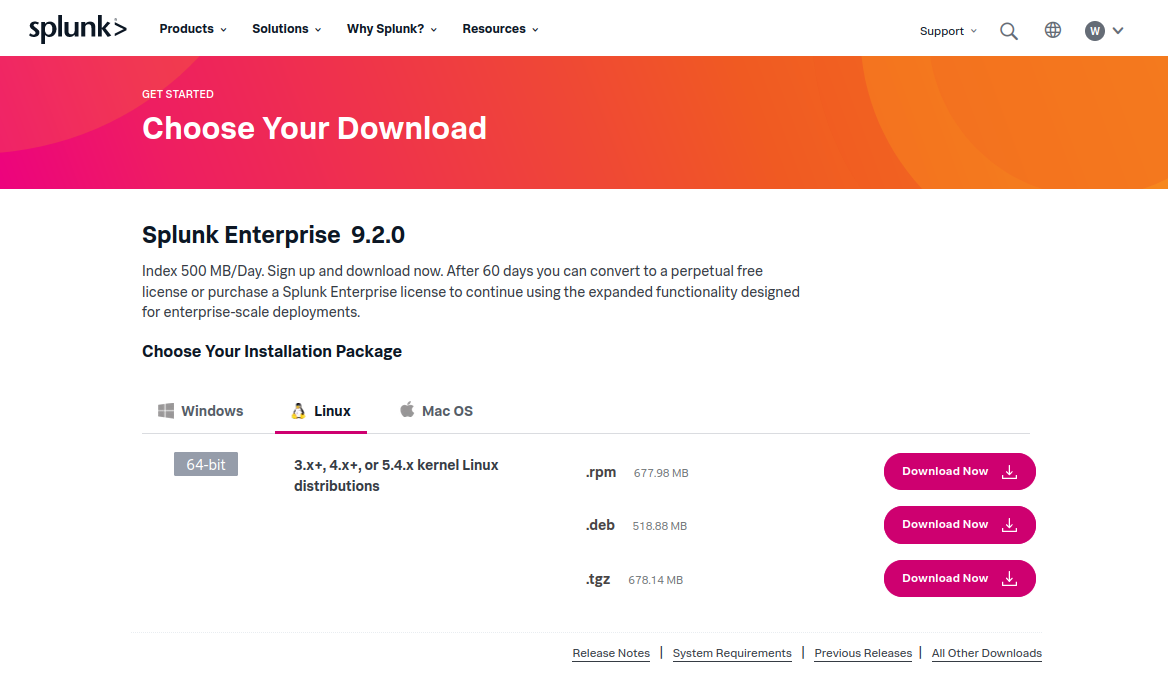 splunk>
Products
Solutions
Why Splunk?
Resources
Support
W
GET STARTED
Choose Your Download
Splunk Enterprise 9.2.0
Index 500 MB/Day. Sign up and download now. After 60 days you can convert to a perpetual free
license or purchase a Splunk Enterprise license to continue using the expanded functionality designed
for enterprise-scale deployments.
Choose Your Installation Package
Windows
Linux
Mac OS
64-bit
3.x+, 4.x+, or 5.4.x kernel Linux
distributions
.rpm 677.98 MB Download Now
.deb 518.88 MB Download Now
.tgz 678.14 MB Download Now
Release Notes | System Requirements | Previous Releases | All Other Downloads